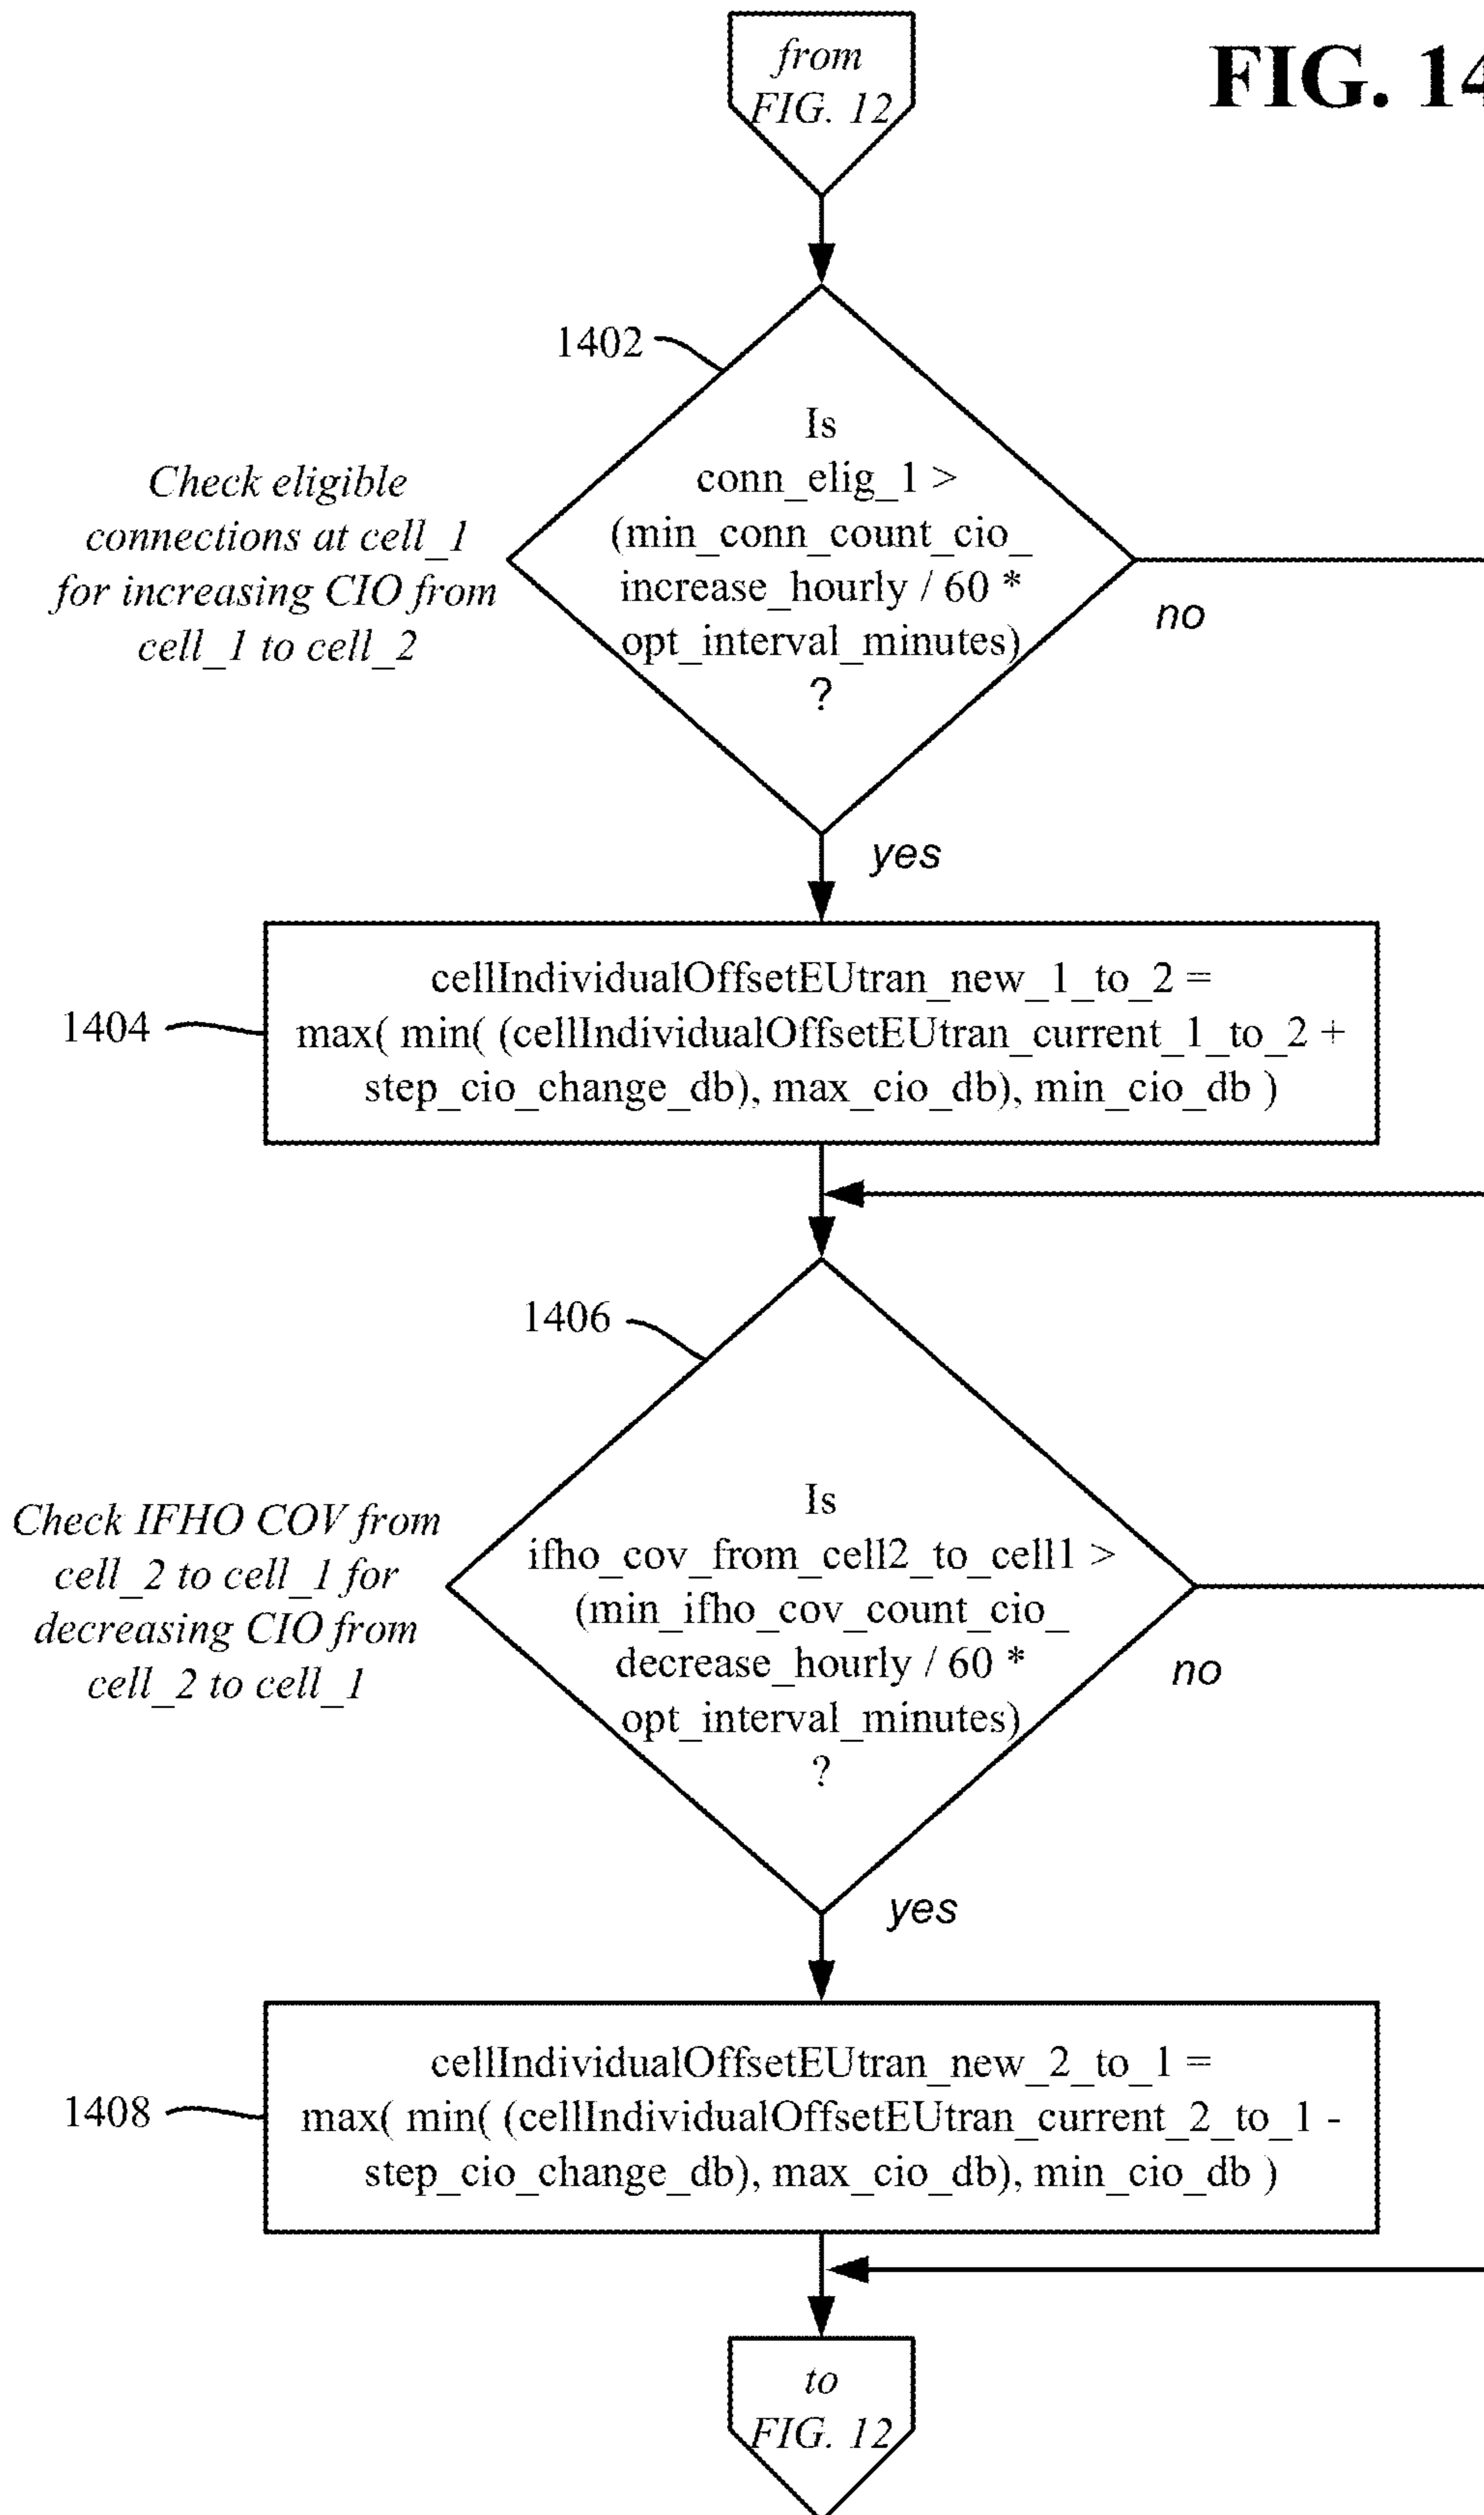 from
FIG. 12
FIG. 14
1402
Is
conn_elig_1 >
(min_conn_count_cio_
increase_hourly / 60 *
opt_interval_minutes)
?
Check eligible
connections at cell_1
for increasing CIO from
cell_1 to cell_2
no
yes
1404
cellIndividualOffsetEUtran_new_1_to_2 =
max( min( (cellIndividualOffsetEUtran_current_1_to_2 +
step_cio_change_db), max_cio_db), min_cio_db )
1406
Is
ifho_cov_from_cell2_to_cell1 >
(min_ifho_cov_count_cio_
decrease_hourly / 60 *
opt_interval_minutes)
?
Check IFHO COV from
cell_2 to cell_1 for
decreasing CIO from
cell_2 to cell_1
no
yes
1408
cellIndividualOffsetEUtran_new_2_to_1 =
max( min( (cellIndividualOffsetEUtran_current_2_to_1 -
step_cio_change_db), max_cio_db), min_cio_db )
to
FIG. 12